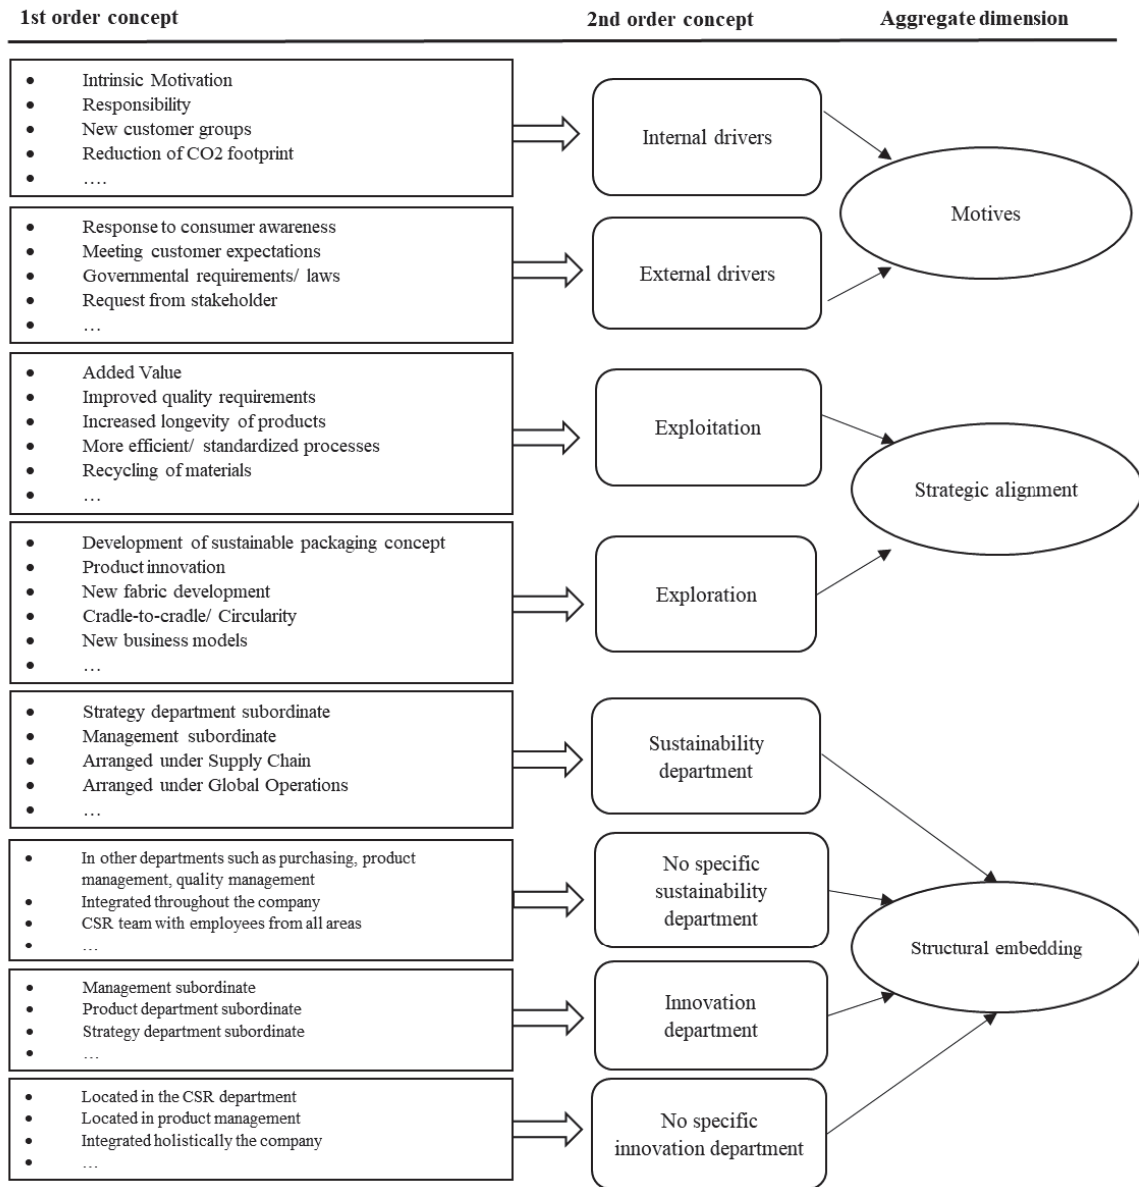 1st order concept
2nd order concept
Aggregate dimension
• Intrinsic Motivation
• Responsibility
• New customer groups
• Reduction of CO2 footprint
• ….
Internal drivers
• Response to consumer awareness
• Meeting customer expectations
• Governmental requirements/ laws
• Request from stakeholder
• …
External drivers
Motives
• Added Value
• Improved quality requirements
• Increased longevity of products
• More efficient/ standardized processes
• Recycling of materials
• …
Exploitation
• Development of sustainable packaging concept
• Product innovation
• New fabric development
• Cradle-to-cradle/ Circularity
• New business models
• …
Exploration
Strategic alignment
• Strategy department subordinate
• Management subordinate
• Arranged under Supply Chain
• Arranged under Global Operations
• …
Sustainability
department
• In other departments such as purchasing, product
management, quality management
• Integrated throughout the company
• CSR team with employees from all areas
• …
No specific
sustainability
department
• Management subordinate
• Product department subordinate
• Strategy department subordinate
• …
Innovation
department
• Located in the CSR department
• Located in product management
• Integrated holistically the company
• …
No specific
innovation department
Structural embedding